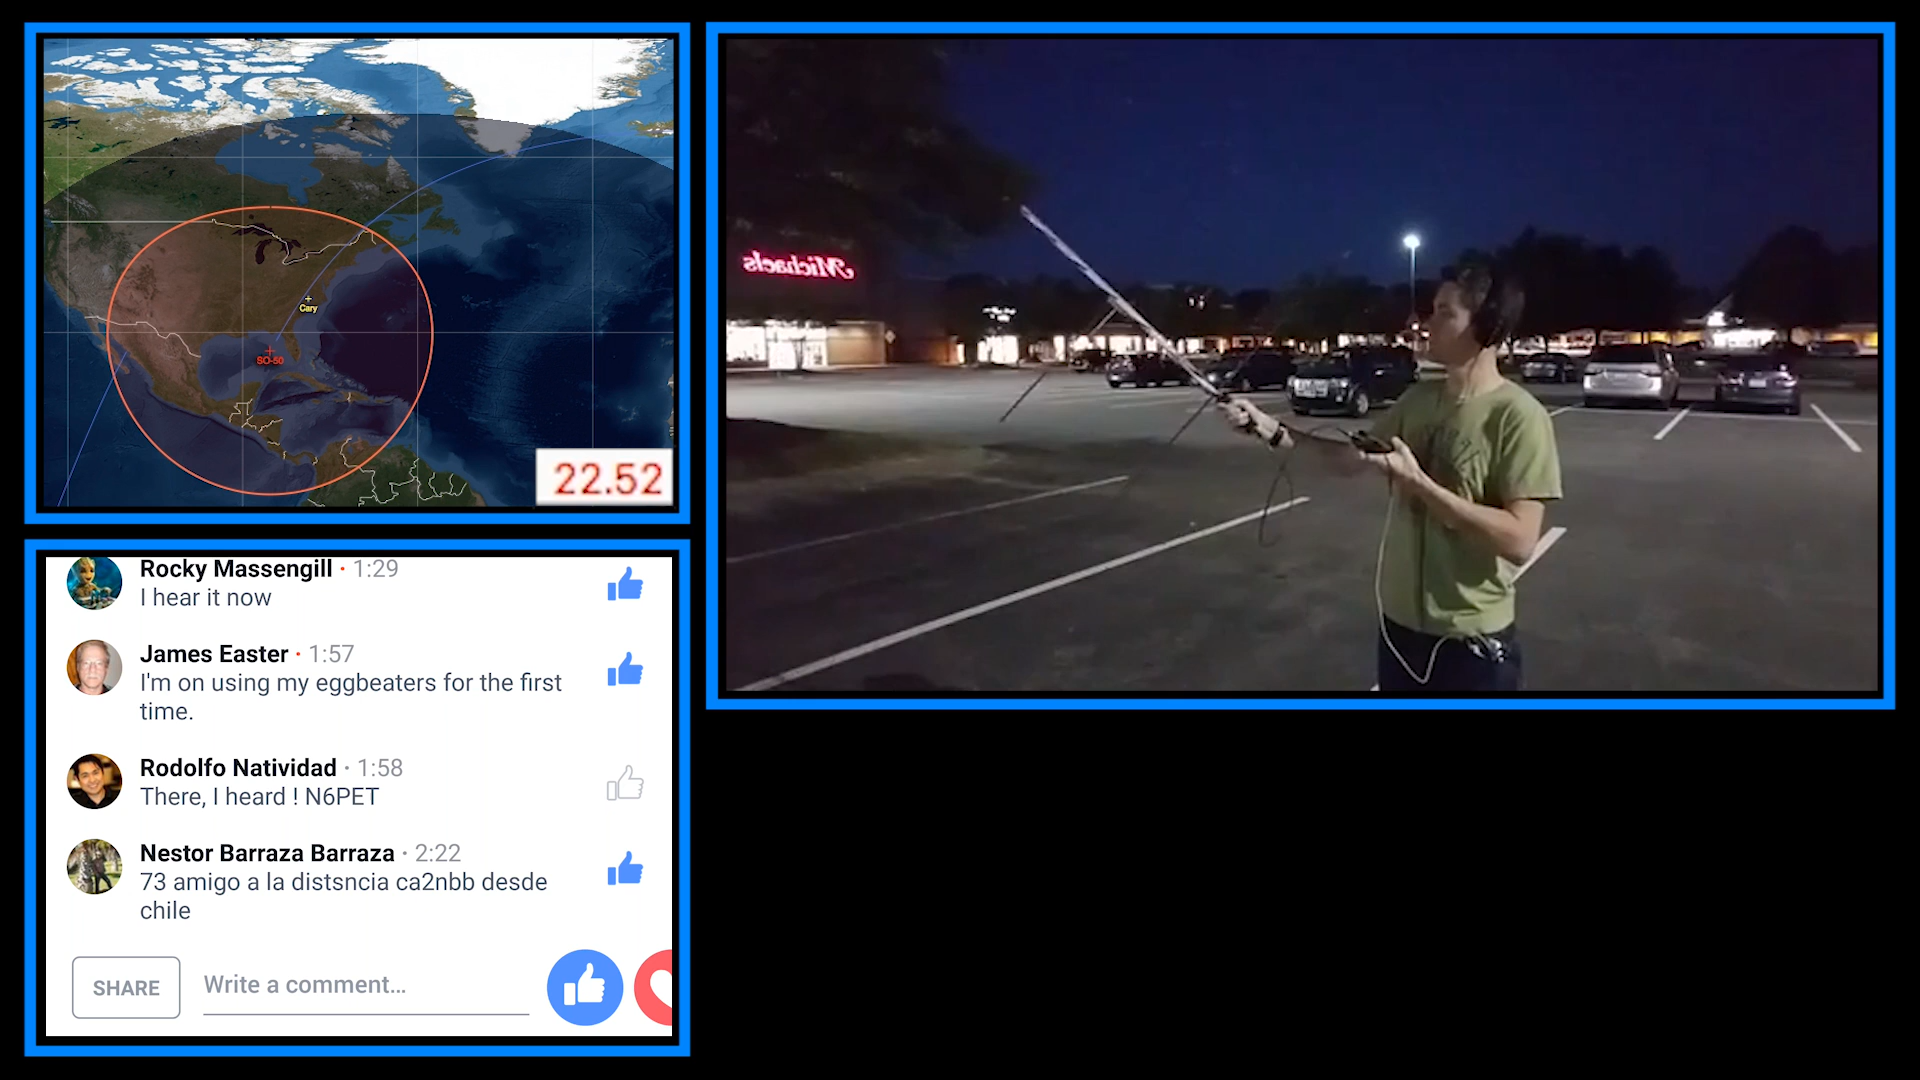 Cary
SO-50
22.52
Michaels
Rocky Massengill · 1:29
I hear it now
James Easter · 1:57
I'm on using my eggbeaters for the first
time.
Rodolfo Natividad · 1:58
There, I heard ! N6PET
Nestor Barraza Barraza · 2:22
73 amigo a la distsncia ca2nbb desde
chile
SHARE
Write a comment...